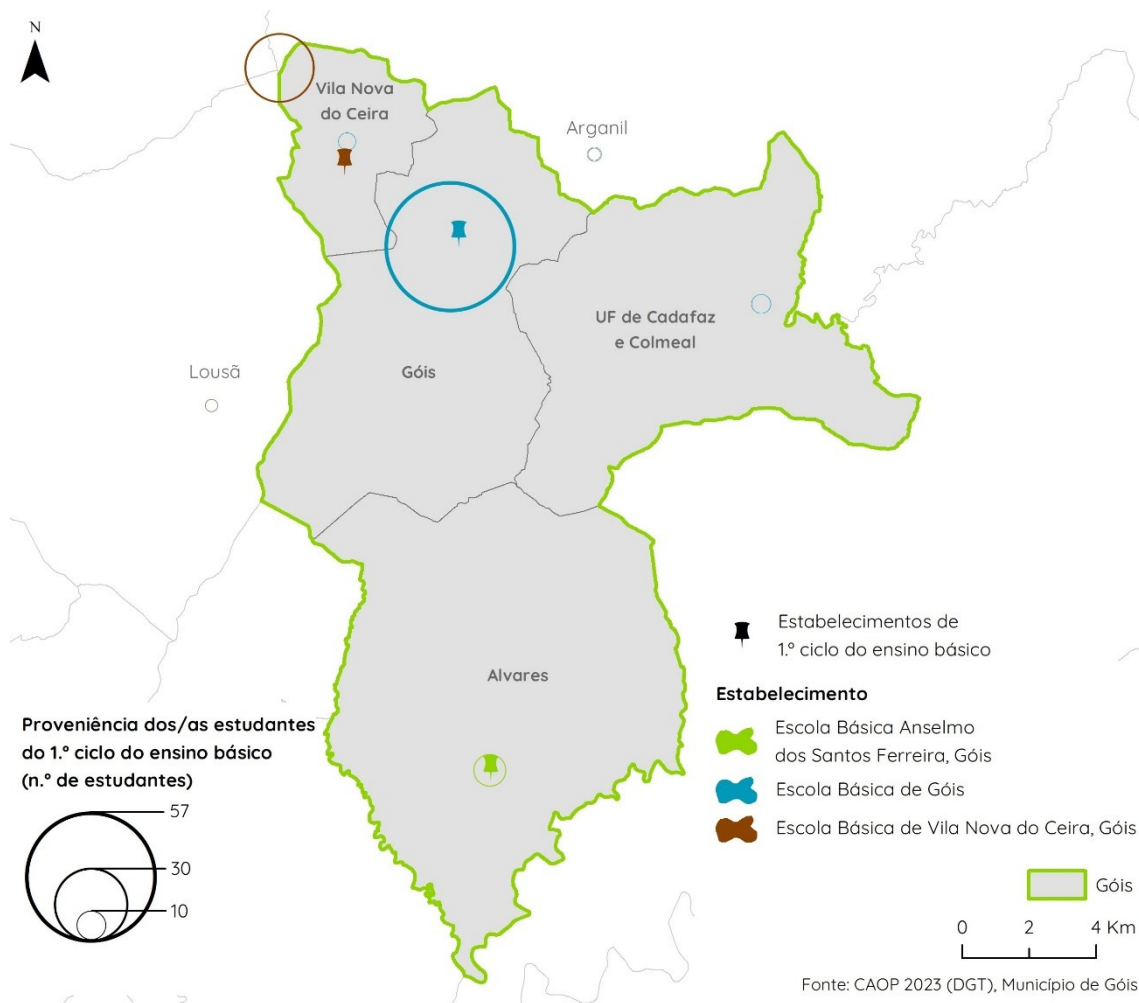 N
Vila Nova
do Ceira
Arganil
UF de Cadafaz
e Colmeal
Lousã
Góis
Alvares
Estabelecimentos de
1.º ciclo do ensino básico
Estabelecimento
Escola Básica Anselmo
dos Santos Ferreira, Góis
Escola Básica de Góis
Escola Básica de Vila Nova do Ceira, Góis
Proveniência dos/as estudantes
do 1.º ciclo do ensino básico
(n.º de estudantes)
57
30
10
Góis
0 2 4 Km
Fonte: CAOP 2023 (DGT), Município de Góis